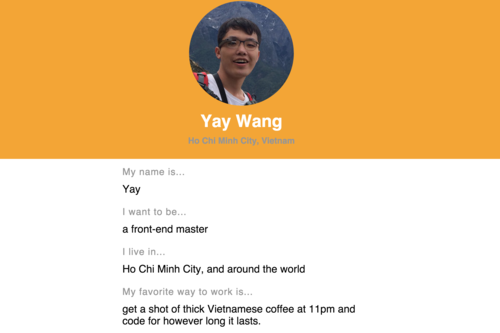 Yay Wang
Ho Chi Minh City, Vietnam
My name is...
Yay
I want to be...
a front-end master
I live in...
Ho Chi Minh City, and around the world
My favorite way to work is...
get a shot of thick Vietnamese coffee at 11pm and
code for however long it lasts.